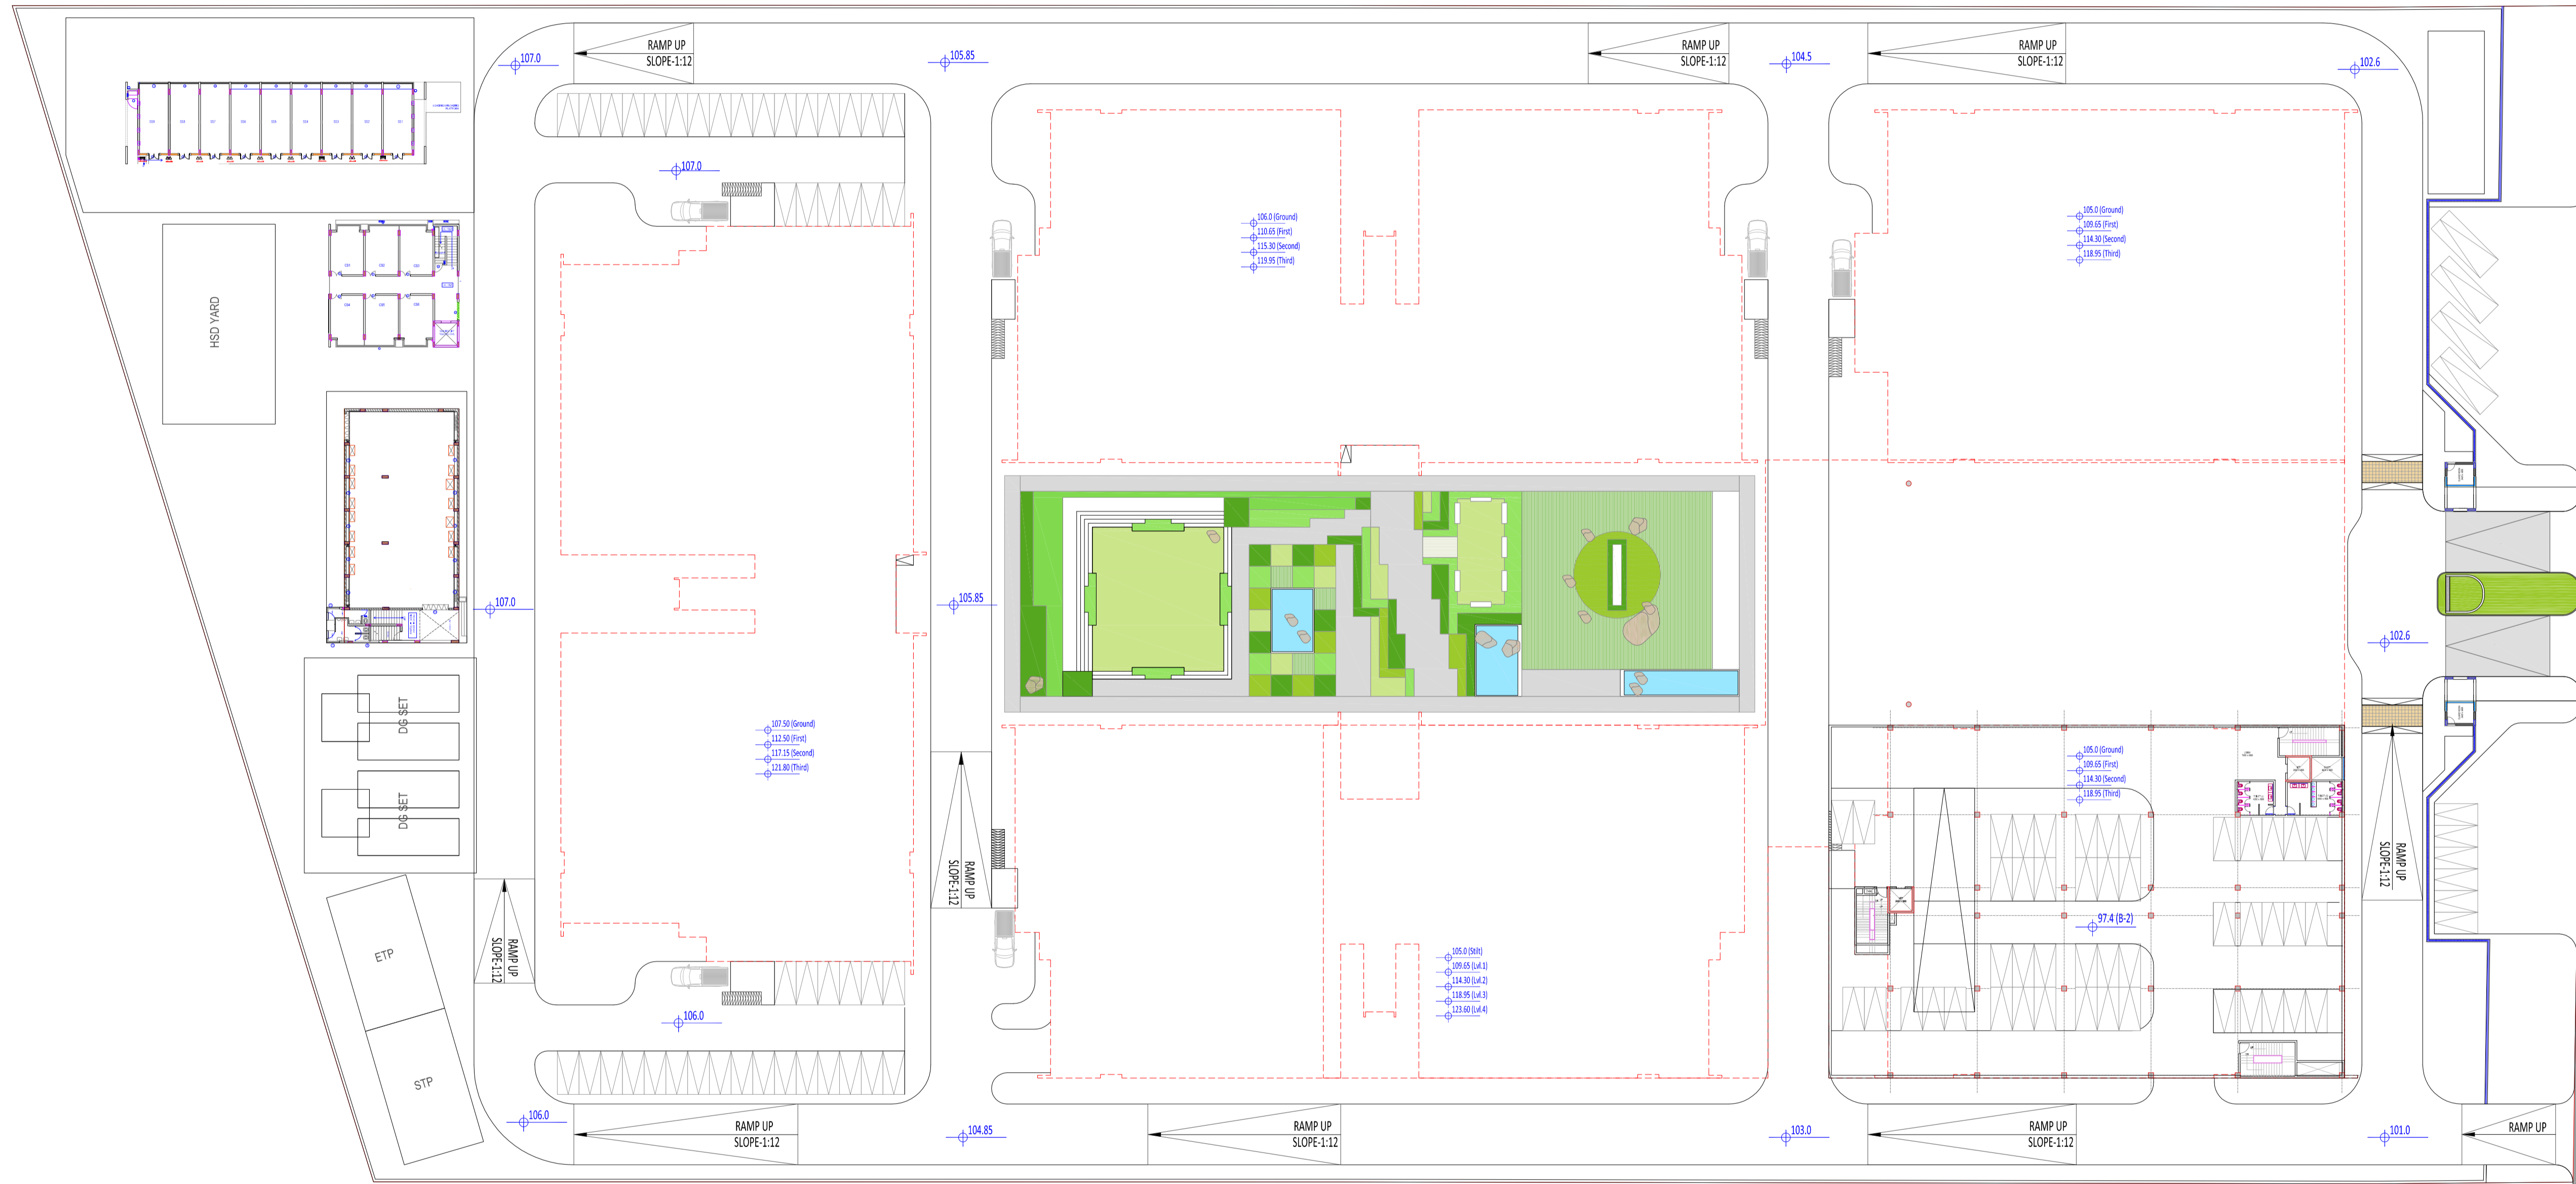 RAMP UP
SLOPE-1:12
RAMP UP
SLOPE-1:12
RAMP UP
SLOPE-1:12
107.0
105.85
104.5
102.6
107.0
106.0 (Ground)
110.65 (First)
115.30 (Second)
119.95 (Third)
105.0 (Ground)
109.65 (First)
114.30 (Second)
118.95 (Third)
HSD YARD
107.0
105.85
102.6
DG SET
DG SET
107.50 (Ground)
112.50 (First)
117.15 (Second)
121.80 (Third)
105.0 (Ground)
109.65 (First)
114.30 (Second)
118.95 (Third)
RAMP UP
SLOPE-1:12
RAMP UP
SLOPE-1:12
RAMP UP
SLOPE-1:12
97.4 (B-2)
ETP
STP
105.0 (Stilt)
109.65 (Lvl.1)
114.30 (Lvl.2)
118.95 (Lvl.3)
123.60 (Lvl.4)
106.0
106.0
104.85
103.0
101.0
RAMP UP
SLOPE-1:12
RAMP UP
SLOPE-1:12
RAMP UP
SLOPE-1:12
RAMP UP